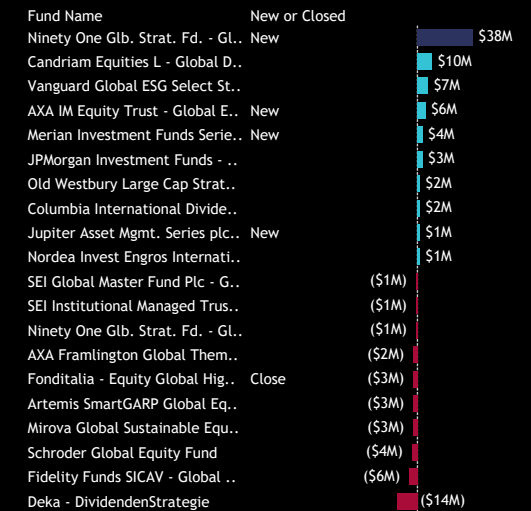 Fund Name New or Closed
Ninety One Glb. Strat. Fd. - Gl.. New $38M
Candriam Equities L - Global D.. $10M
Vanguard Global ESG Select St.. $7M
AXA IM Equity Trust - Global E.. New $6M
Merian Investment Funds Serie.. New $4M
JPMorgan Investment Funds - .. $3M
Old Westbury Large Cap Strat.. $2M
Columbia International Divide.. $2M
Jupiter Asset Mgmt. Series plc.. New $1M
Nordea Invest Engros Internati.. $1M
SEI Global Master Fund Plc - G.. ($1M)
SEI Institutional Managed Trus.. ($1M)
Ninety One Glb. Strat. Fd. - Gl.. ($1M)
AXA Framlington Global Them.. ($2M)
Fonditalia - Equity Global Hig.. Close ($3M)
Artemis SmartGARP Global Eq.. ($3M)
Mirova Global Sustainable Equ.. ($3M)
Schroder Global Equity Fund ($4M)
Fidelity Funds SICAV - Global .. ($6M)
Deka - DividendenStrategie ($14M)